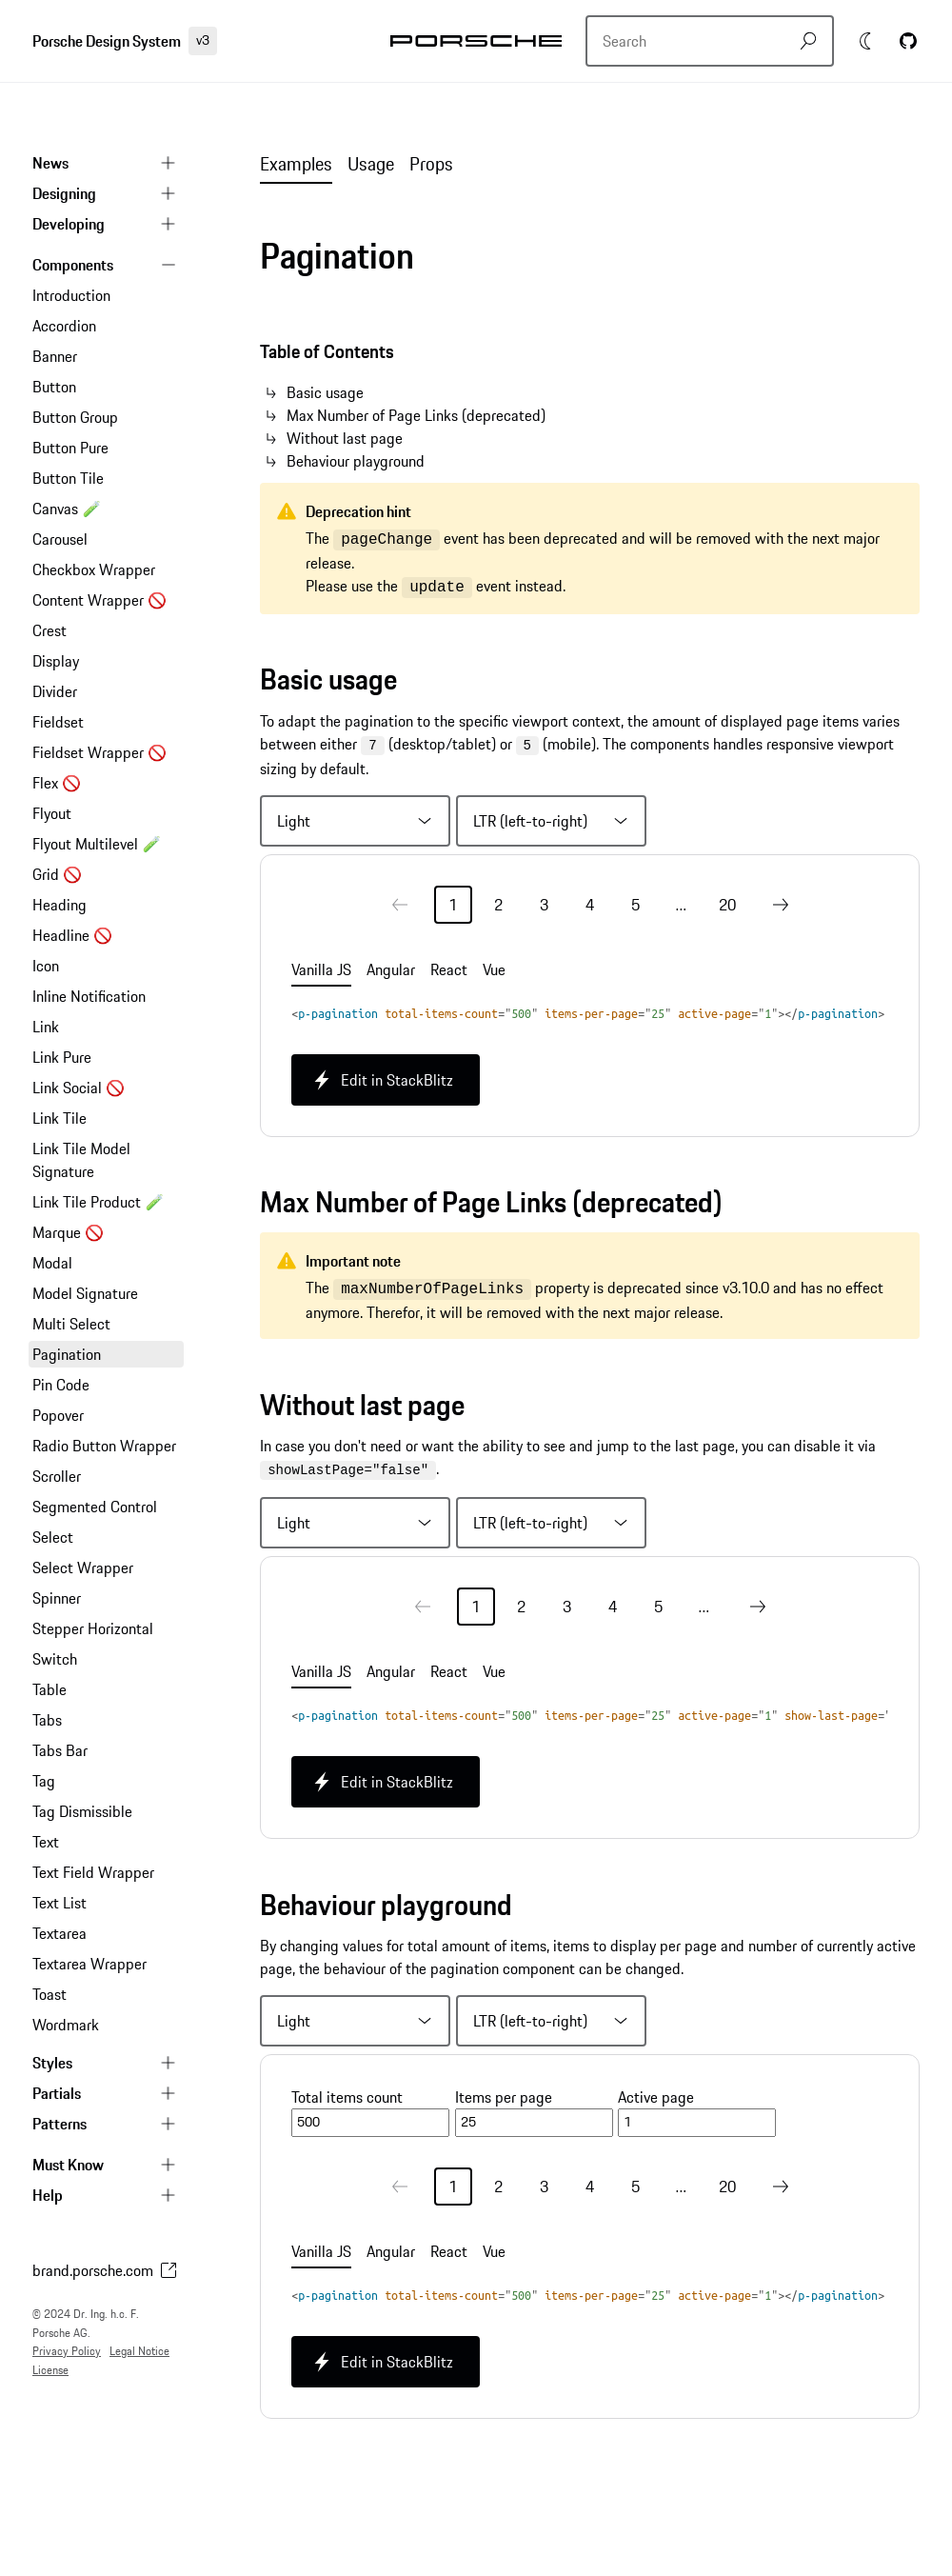 Porsche Design System v3
PORSCHE
Search
News
Designing
Developing
Components
Introduction
Accordion
Banner
Button
Button Group
Button Pure
Button Tile
Canvas
Carousel
Checkbox Wrapper
Content Wrapper
Crest
Display
Divider
Fieldset
Fieldset Wrapper
Flex
Flyout
Flyout Multilevel
Grid
Heading
Headline
Icon
Inline Notification
Link
Link Pure
Link Social
Link Tile
Link Tile Model
Signature
Link Tile Product
Marque
Modal
Model Signature
Multi Select
Pagination
Pin Code
Popover
Radio Button Wrapper
Scroller
Segmented Control
Select
Select Wrapper
Spinner
Stepper Horizontal
Switch
Table
Tabs
Tabs Bar
Tag
Tag Dismissible
Text
Text Field Wrapper
Text List
Textarea
Textarea Wrapper
Toast
Wordmark
Styles
Partials
Patterns
Must Know
Help
brand.porsche.com
© 2024 Dr. Ing. h.c. F.
Porsche AG.
Privacy Policy Legal Notice
License
Examples Usage Props
Pagination
Table of Contents
Basic usage
Max Number of Page Links (deprecated)
Without last page
Behaviour playground
Deprecation hint
The pageChange event has been deprecated and will be removed with the next major
release.
Please use the update event instead.
Basic usage
To adapt the pagination to the specific viewport context, the amount of displayed page items varies
between either 7 (desktop/tablet) or 5 (mobile). The components handles responsive viewport
sizing by default.
Light LTR (left-to-right)
1 2 3 4 5 ... 20
Vanilla JS Angular React Vue
<p-pagination total-items-count="500" items-per-page="25" active-page="1"></p-pagination>
Edit in StackBlitz
Max Number of Page Links (deprecated)
Important note
The maxNumberOfPageLinks property is deprecated since v3.10.0 and has no effect
anymore. Therefor, it will be removed with the next major release.
Without last page
In case you don't need or want the ability to see and jump to the last page, you can disable it via
showLastPage="false" .
Light LTR (left-to-right)
1 2 3 4 5 ...
Vanilla JS Angular React Vue
<p-pagination total-items-count="500" items-per-page="25" active-page="1" show-last-page="
Edit in StackBlitz
Behaviour playground
By changing values for total amount of items, items to display per page and number of currently active
page, the behaviour of the pagination component can be changed.
Light LTR (left-to-right)
Total items count Items per page Active page
500 25 1
1 2 3 4 5 ... 20
Vanilla JS Angular React Vue
<p-pagination total-items-count="500" items-per-page="25" active-page="1"></p-pagination>
Edit in StackBlitz